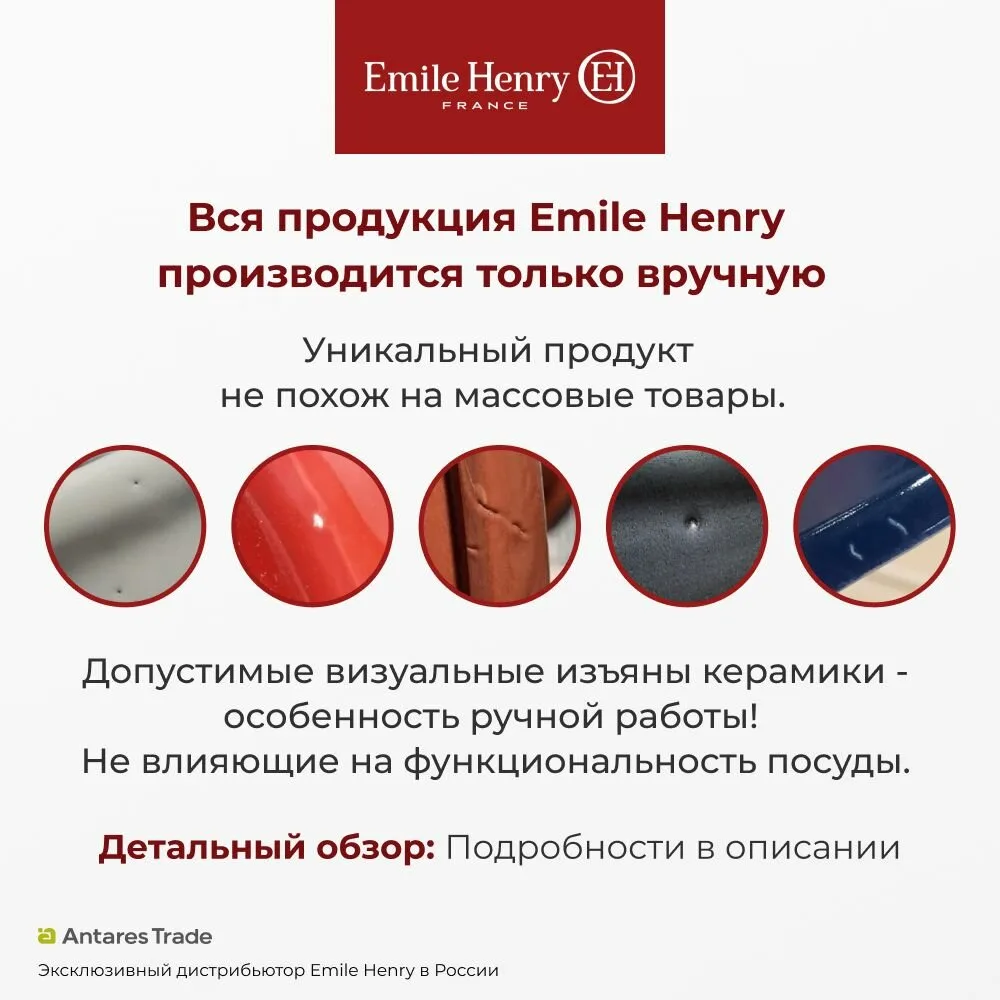 Emile Henry EH
FRANCE
Вся продукция Emile Henry
производится только вручную
Уникальный продукт
не похож на массовые товары.
Допустимые визуальные изъяны керамики -
особенность ручной работы!
Не влияющие на функциональность посуды.
Детальный обзор: Подробности в описании
Antares Trade
Эксклюзивный дистрибьютор Emile Henry в России